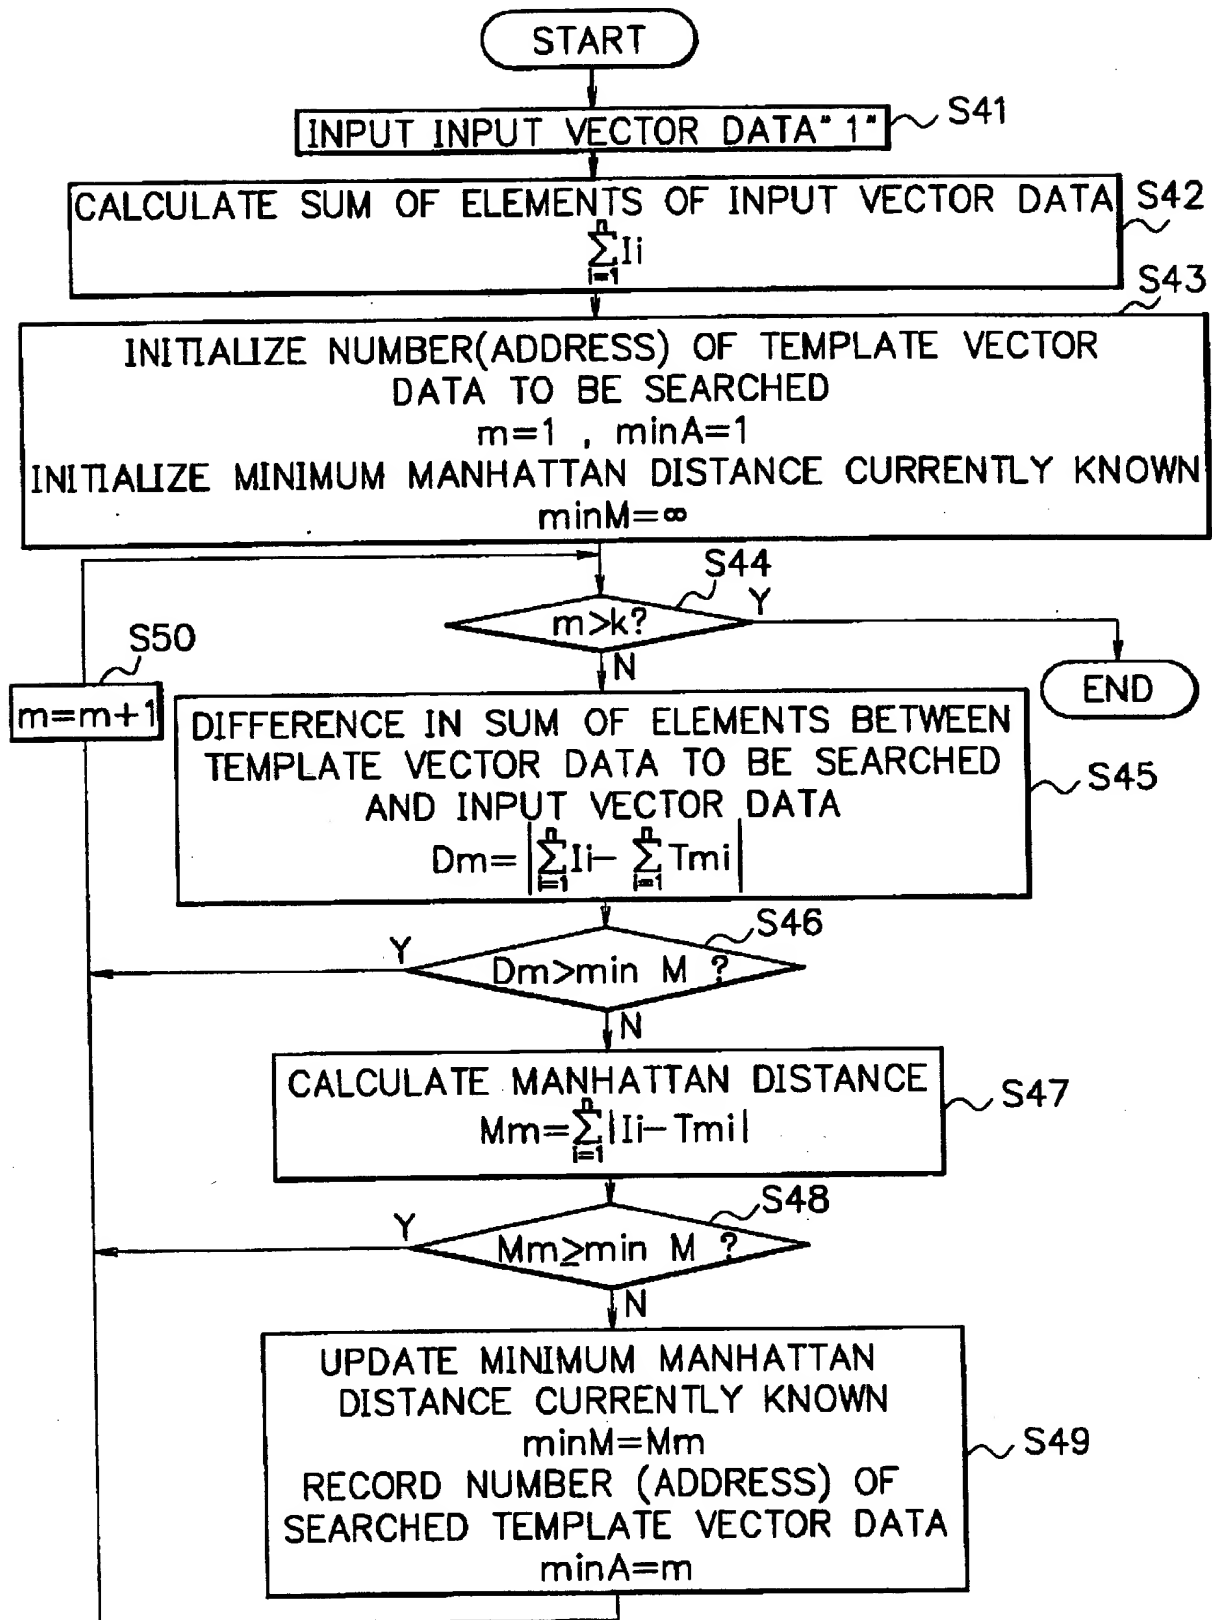 START
INPUT INPUT VECTOR DATA" 1"
S41
CALCULATE SUM OF ELEMENTS OF INPUT VECTOR DATA
S42
n
∑Ii
i=1
S43
INITIALIZE NUMBER(ADDRESS) OF TEMPLATE VECTOR
DATA TO BE SEARCHED
m=1 , minA=1
INITIALIZE MINIMUM MANHATTAN DISTANCE CURRENTLY KNOWN
minM=∞
S44
m>k?
Y
N
END
S50
m=m+1
DIFFERENCE IN SUM OF ELEMENTS BETWEEN
TEMPLATE VECTOR DATA TO BE SEARCHED
AND INPUT VECTOR DATA
S45
n n
Dm=|∑Ii- ∑Tmi|
i=1 i=1
S46
Y
Dm>min M ?
N
CALCULATE MANHATTAN DISTANCE
S47
n
Mm=∑|Ii-Tmi|
i=1
S48
Y
Mm≥min M ?
N
UPDATE MINIMUM MANHATTAN
DISTANCE CURRENTLY KNOWN
minM=Mm
S49
RECORD NUMBER (ADDRESS) OF
SEARCHED TEMPLATE VECTOR DATA
minA=m